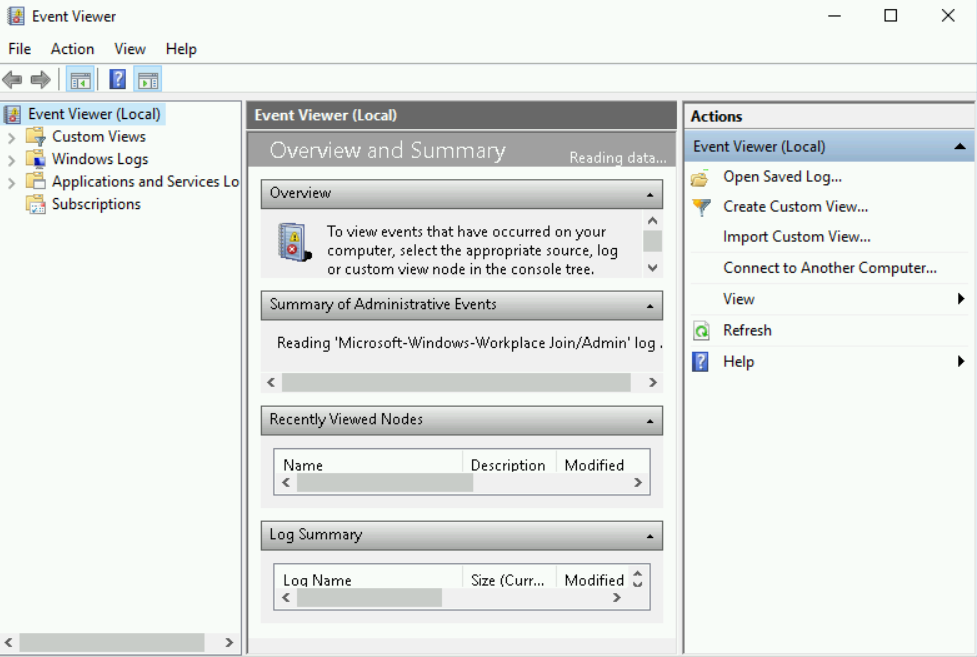 Event Viewer
File Action View Help
Event Viewer (Local)
Custom Views
Windows Logs
Applications and Services Lo
Subscriptions
Event Viewer (Local)
Overview and Summary
Reading data...
Overview
To view events that have occurred on your
computer, select the appropriate source, log
or custom view node in the console tree.
Summary of Administrative Events
Reading 'Microsoft-Windows-Workplace Join/Admin' log .
Recently Viewed Nodes
Name Description Modified
Log Summary
Log Name Size (Curr... Modified
Actions
Event Viewer (Local)
Open Saved Log...
Create Custom View...
Import Custom View...
Connect to Another Computer...
View
Refresh
Help